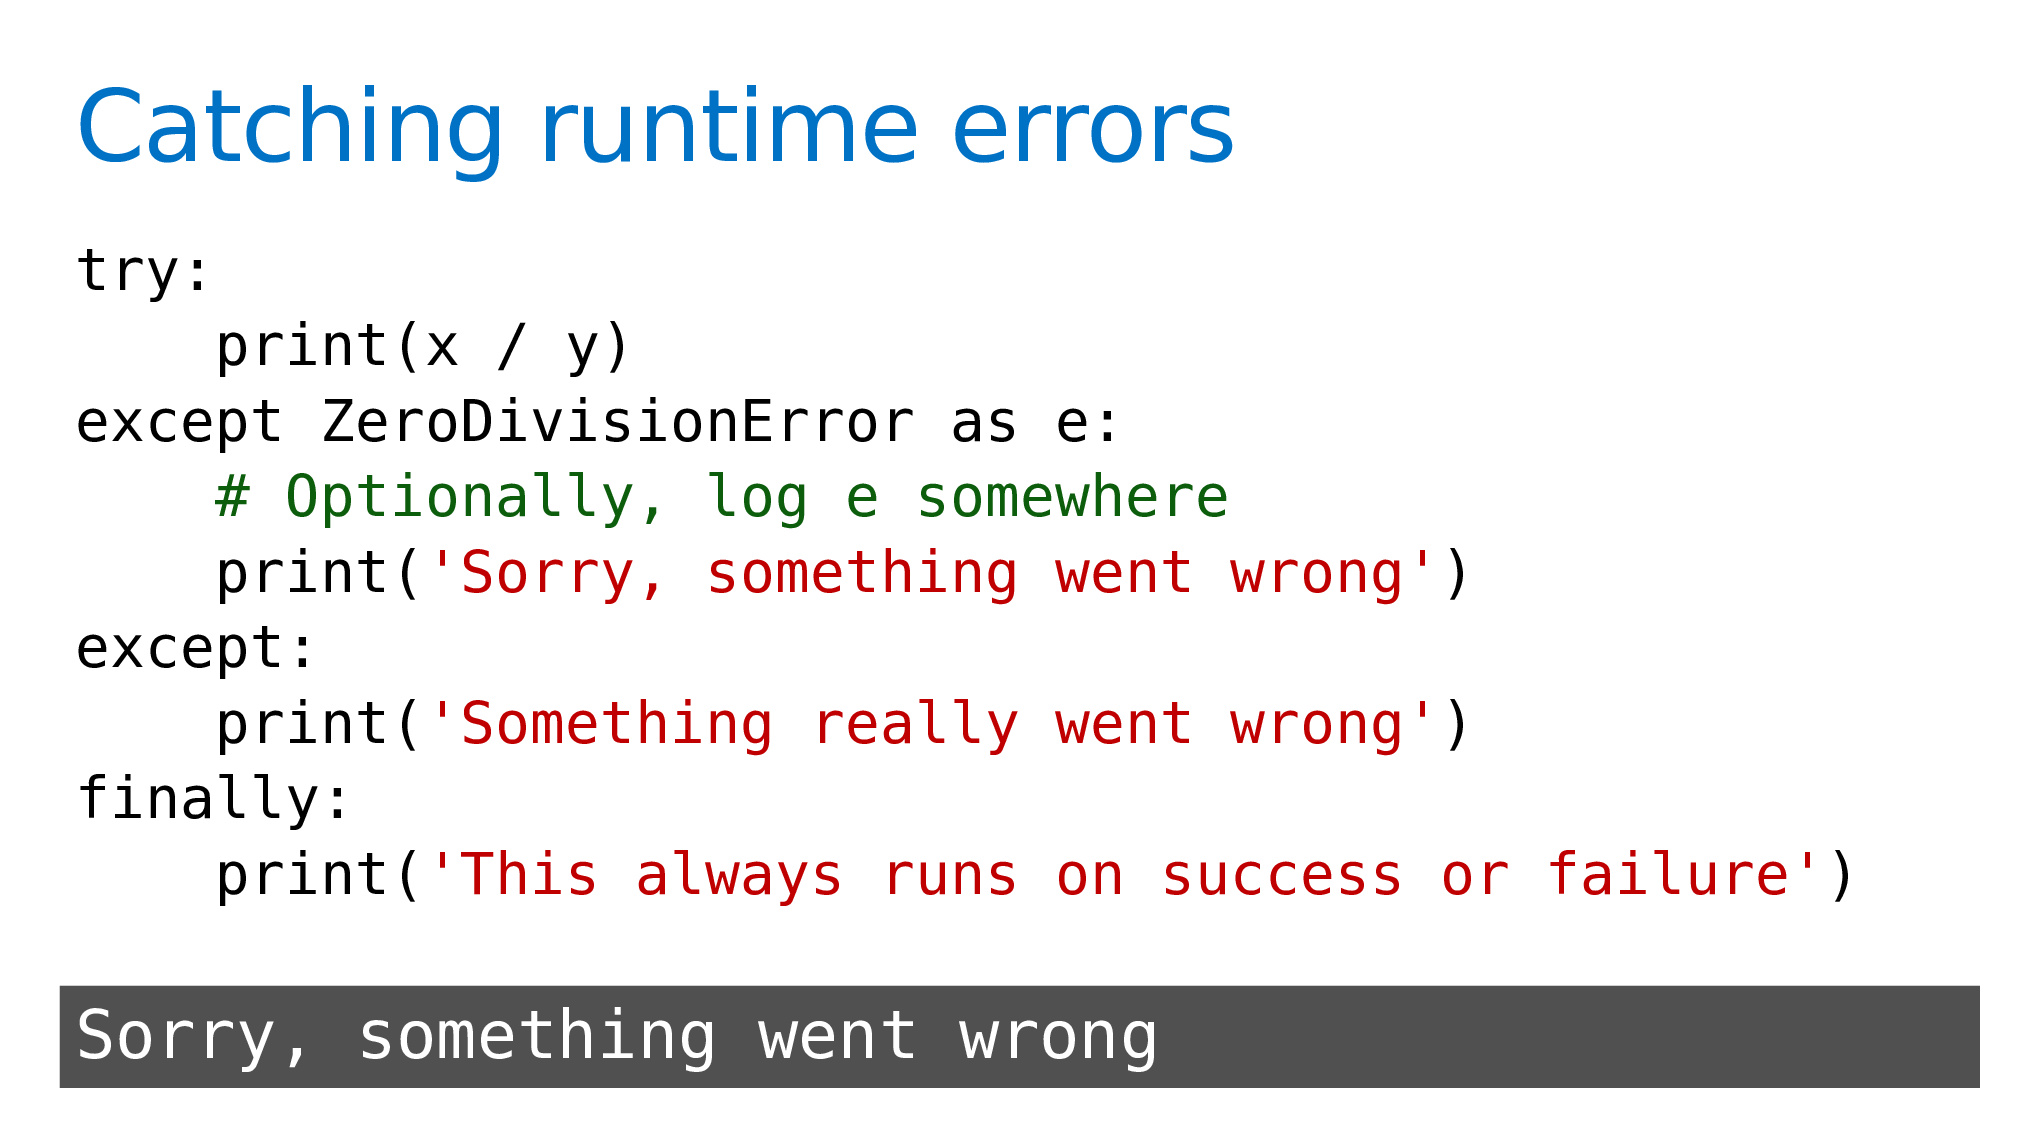 Catching runtime errors
try:
    print(x / y)
except ZeroDivisionError as e:
    # Optionally, log e somewhere
    print('Sorry, something went wrong')
except:
    print('Something really went wrong')
finally:
    print('This always runs on success or failure')
Sorry, something went wrong